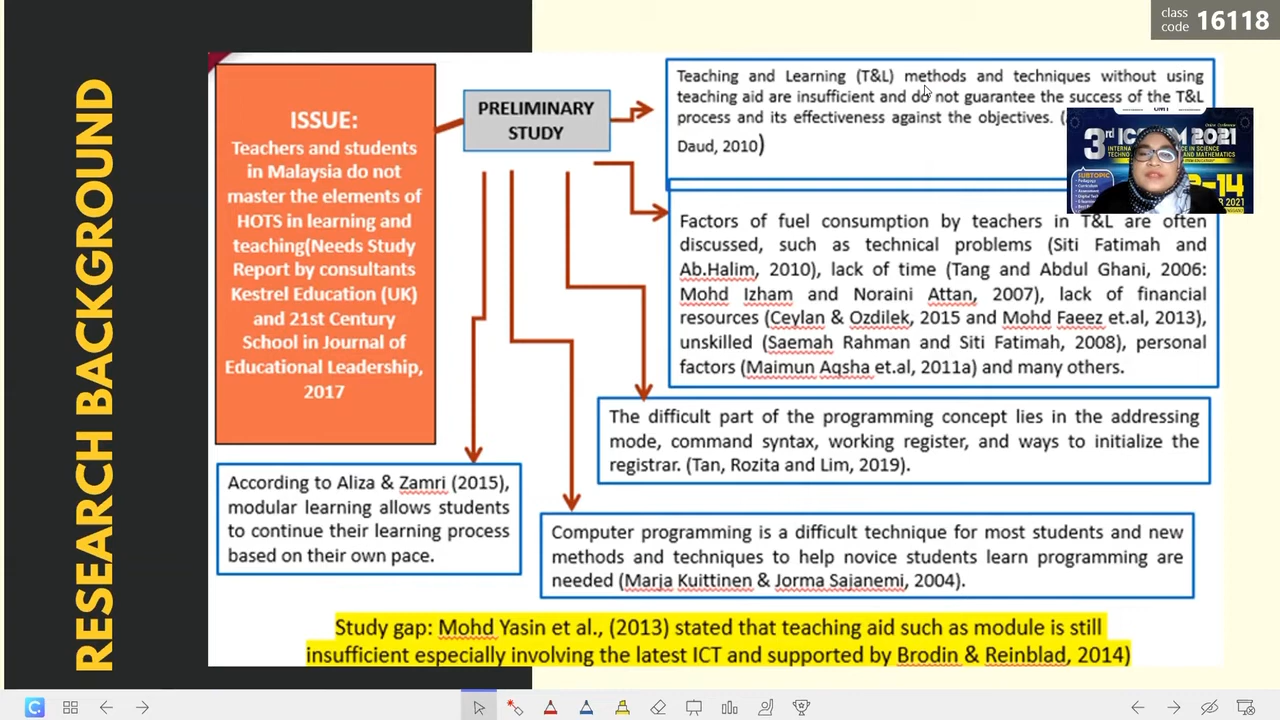 class
code 16118
RESEARCH BACKGROUND
ISSUE:
Teachers and students
in Malaysia do not
master the elements of
HOTS in learning and
teaching(Needs Study
Report by consultants
Kestrel Education (UK)
and 21st Century
School in Journal of
Educational Leadership,
2017
PRELIMINARY
STUDY
Teaching and Learning (T&L) methods and techniques without using
teaching aid are insufficient and do not guarantee the success of the T&L
process and its effectiveness against the objectives. (
Daud, 2010)
3rd IC
2021
SUBTOPIC
-14
2021
Factors of fuel consumption by teachers in T&L are often
discussed, such as technical problems (Siti Fatimah and
Ab.Halim, 2010), lack of time (Tang and Abdul Ghani, 2006:
Mohd Izham and Noraini Attan, 2007), lack of financial
resources (Ceylan & Ozdilek, 2015 and Mohd Faeez et.al, 2013),
unskilled (Saemah Rahman and Siti Fatimah, 2008), personal
factors (Maimun Aqsha et.al, 2011a) and many others.
The difficult part of the programming concept lies in the addressing
mode, command syntax, working register, and ways to initialize the
registrar. (Tan, Rozita and Lim, 2019).
According to Aliza & Zamri (2015),
modular learning allows students
to continue their learning process
based on their own pace.
Computer programming is a difficult technique for most students and new
methods and techniques to help novice students learn programming are
needed (Marja Kuittinen & Jorma Sajanemi, 2004).
Study gap: Mohd Yasin et al., (2013) stated that teaching aid such as module is still
insufficient especially involving the latest ICT and supported by Brodin & Reinblad, 2014)